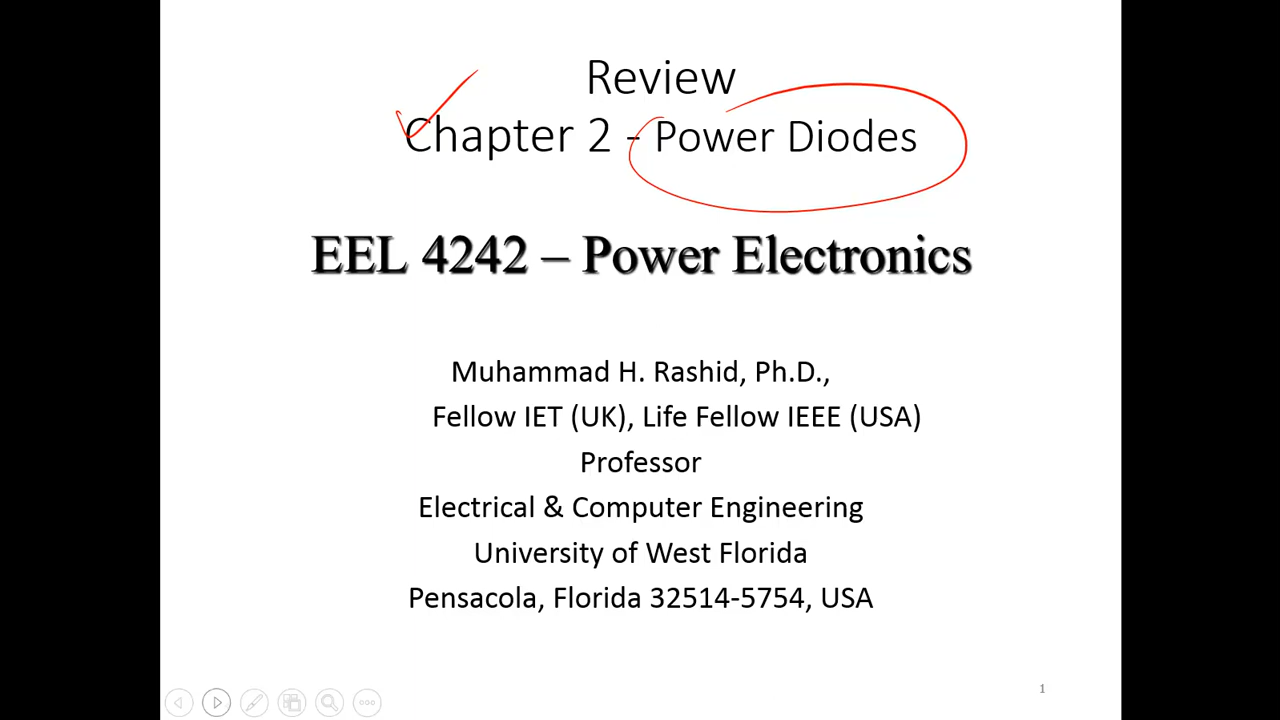 Review
Chapter 2 - Power Diodes
EEL 4242 – Power Electronics
Muhammad H. Rashid, Ph.D.,
Fellow IET (UK), Life Fellow IEEE (USA)
Professor
Electrical & Computer Engineering
University of West Florida
Pensacola, Florida 32514-5754, USA
1